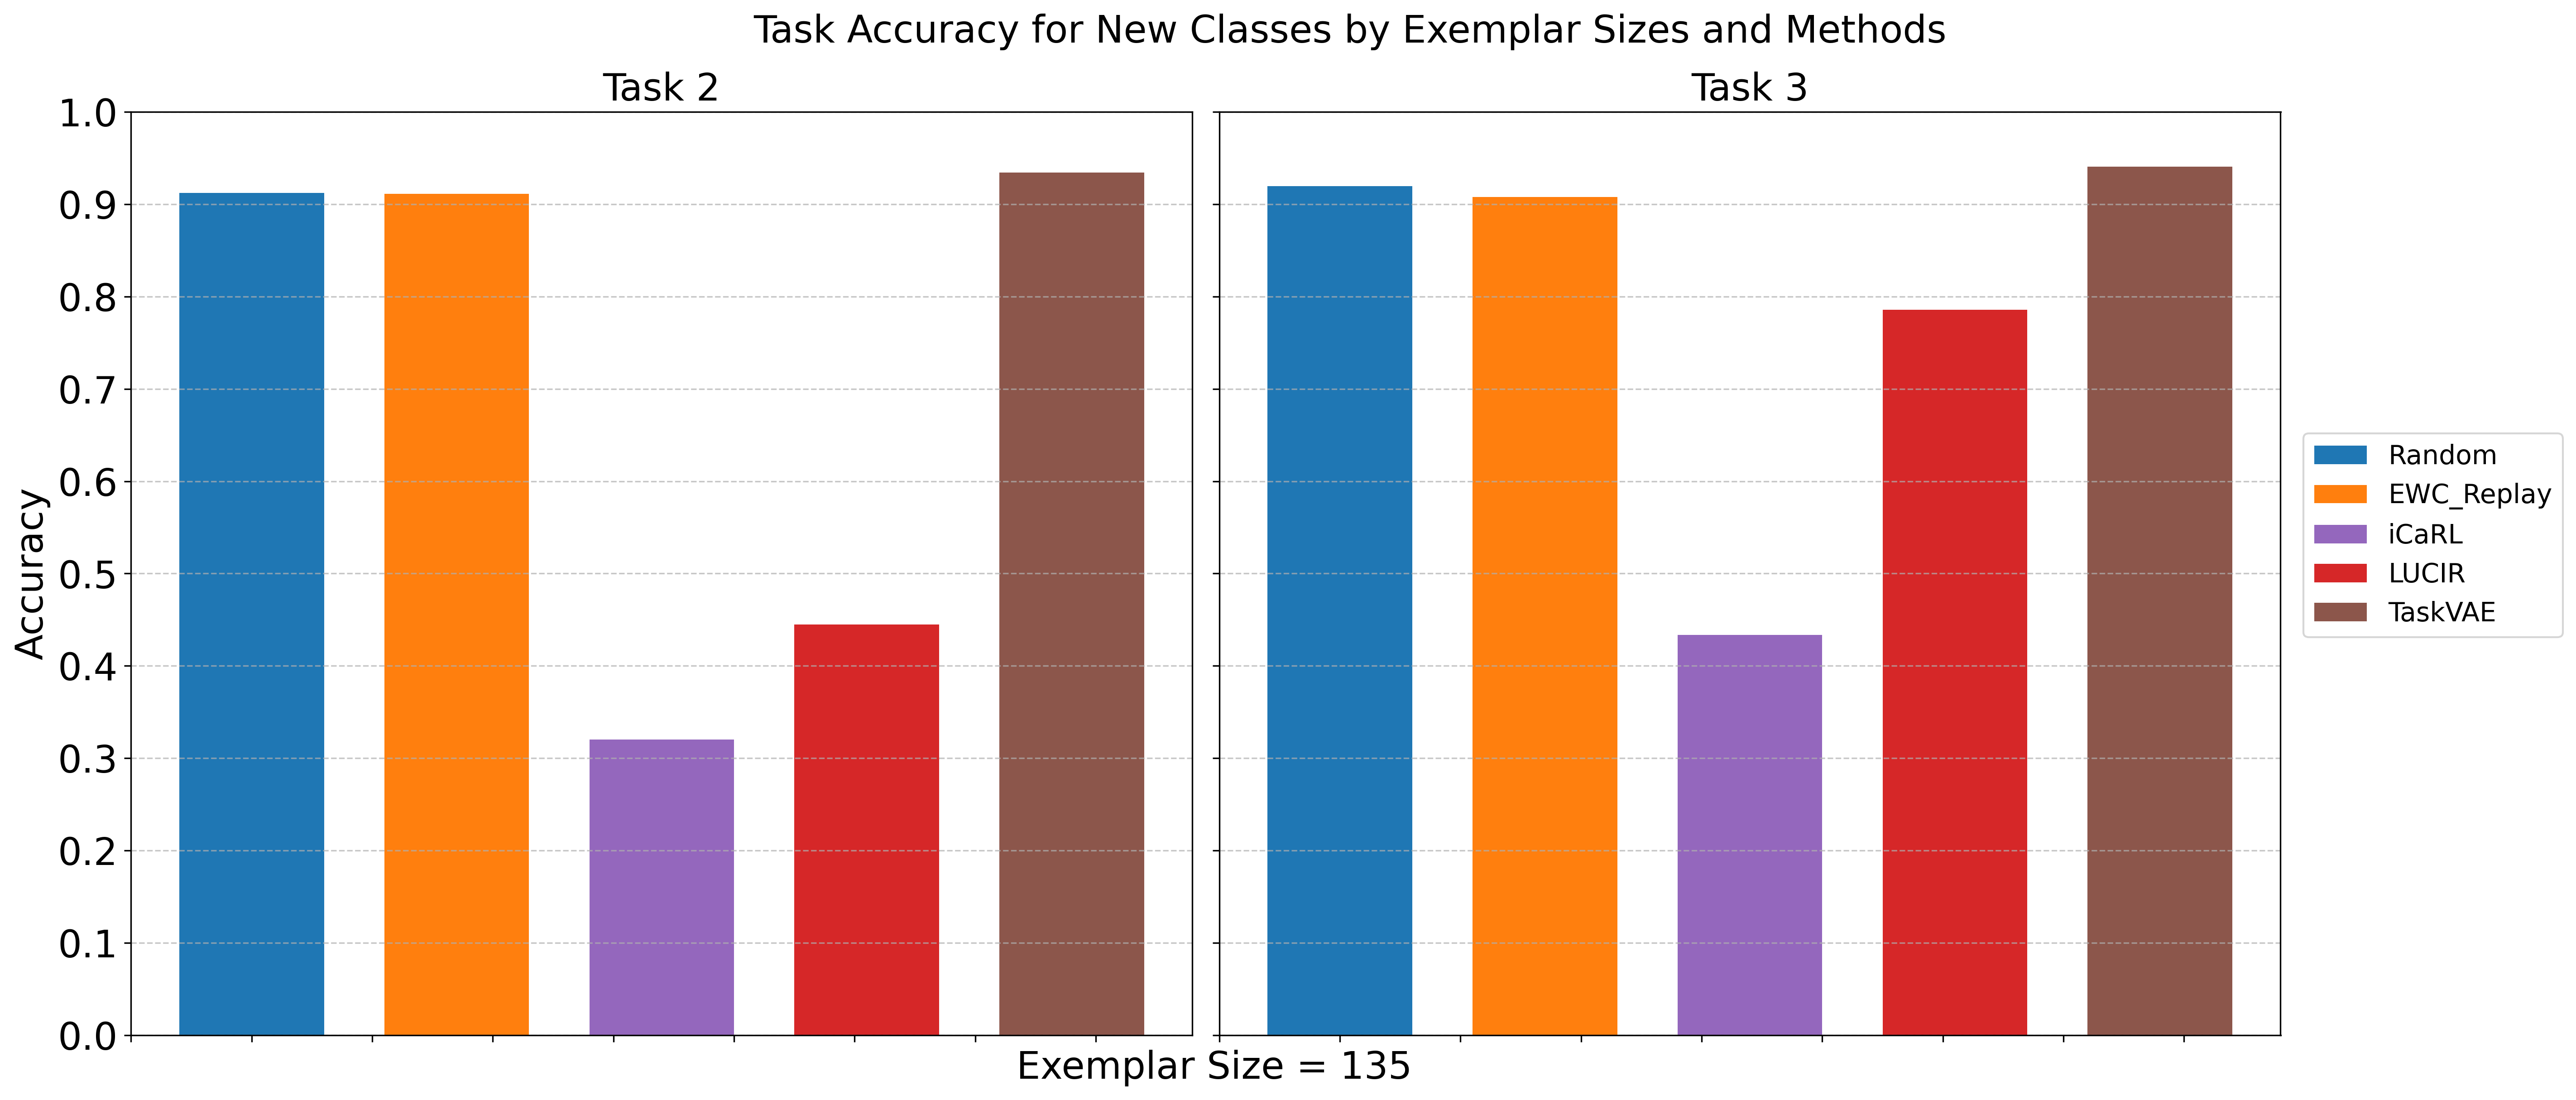 Task Accuracy for New Classes by Exemplar Sizes and Methods
Task 2
Task 3
1.0
0.9
0.8
0.7
0.6
0.5
0.4
0.3
0.2
0.1
0.0
Accuracy
Exemplar Size = 135
Random
EWC_Replay
iCaRL
LUCIR
TaskVAE